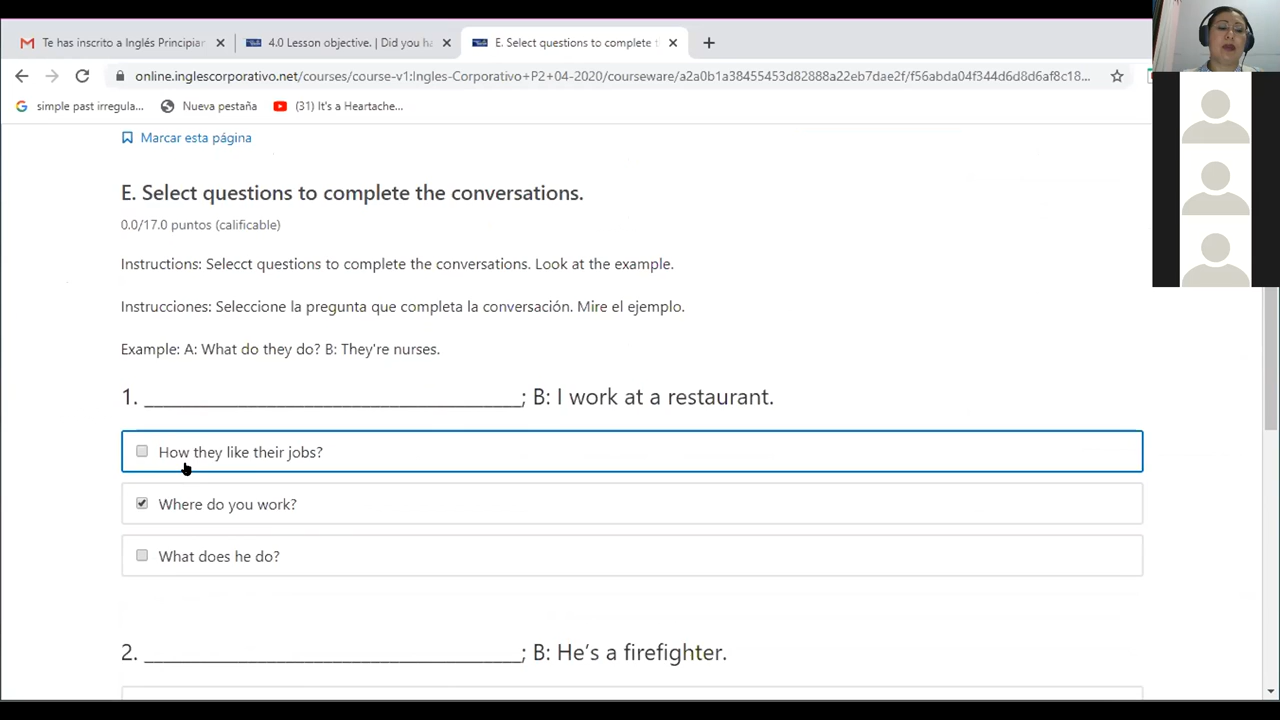 Te has inscrito a Inglés Principian
4.0 Lesson objective. | Did you ha
E. Select questions to complete t
online.inglescorporativo.net/courses/course-v1:Ingles-Corporativo+P2+04-2020/courseware/a2a0b1a38455453d82888a22eb7dae2f/f56abda04f344d6d8d6af8c18...
simple past irregula...
Nueva pestaña
(31) It's a Heartache...
Marcar esta página
E. Select questions to complete the conversations.
0.0/17.0 puntos (calificable)
Instructions: Selecct questions to complete the conversations. Look at the example.
Instrucciones: Seleccione la pregunta que completa la conversación. Mire el ejemplo.
Example: A: What do they do? B: They're nurses.
1. ________________________________; B: I work at a restaurant.
How they like their jobs?
Where do you work?
What does he do?
2. ________________________________; B: He's a firefighter.